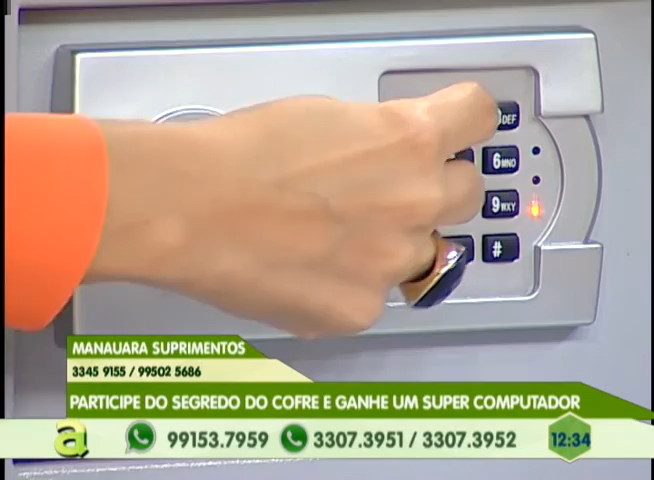 DEF
6MNO
9WXY
#
MANAUARA SUPRIMENTOS
3345 9155 / 99502 5686
PARTICIPE DO SEGREDO DO COFRE E GANHE UM SUPER COMPUTADOR
a 99153.7959 3307.3951 / 3307.3952 12:34